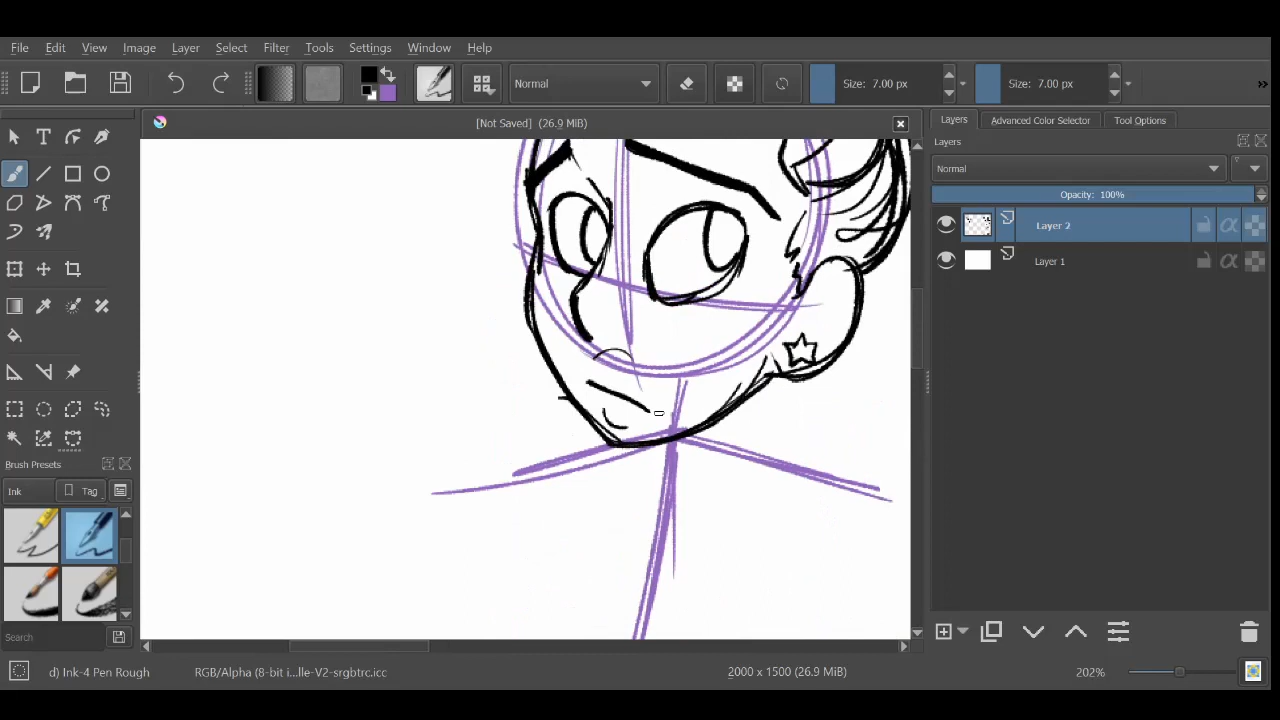 File Edit View Image Layer Select Filter Tools Settings Window Help
Normal Size: 7.00 px Size: 7.00 px »
[Not Saved] (26.9 MiB)
Layers Advanced Color Selector Tool Options
Layers
Normal
Opacity: 100%
Layer 2
Layer 1
Brush Presets
Ink Tag
Search
d) Ink-4 Pen Rough RGB/Alpha (8-bit i...lle-V2-srgbtrc.icc 2000 x 1500 (26.9 MiB) 202%